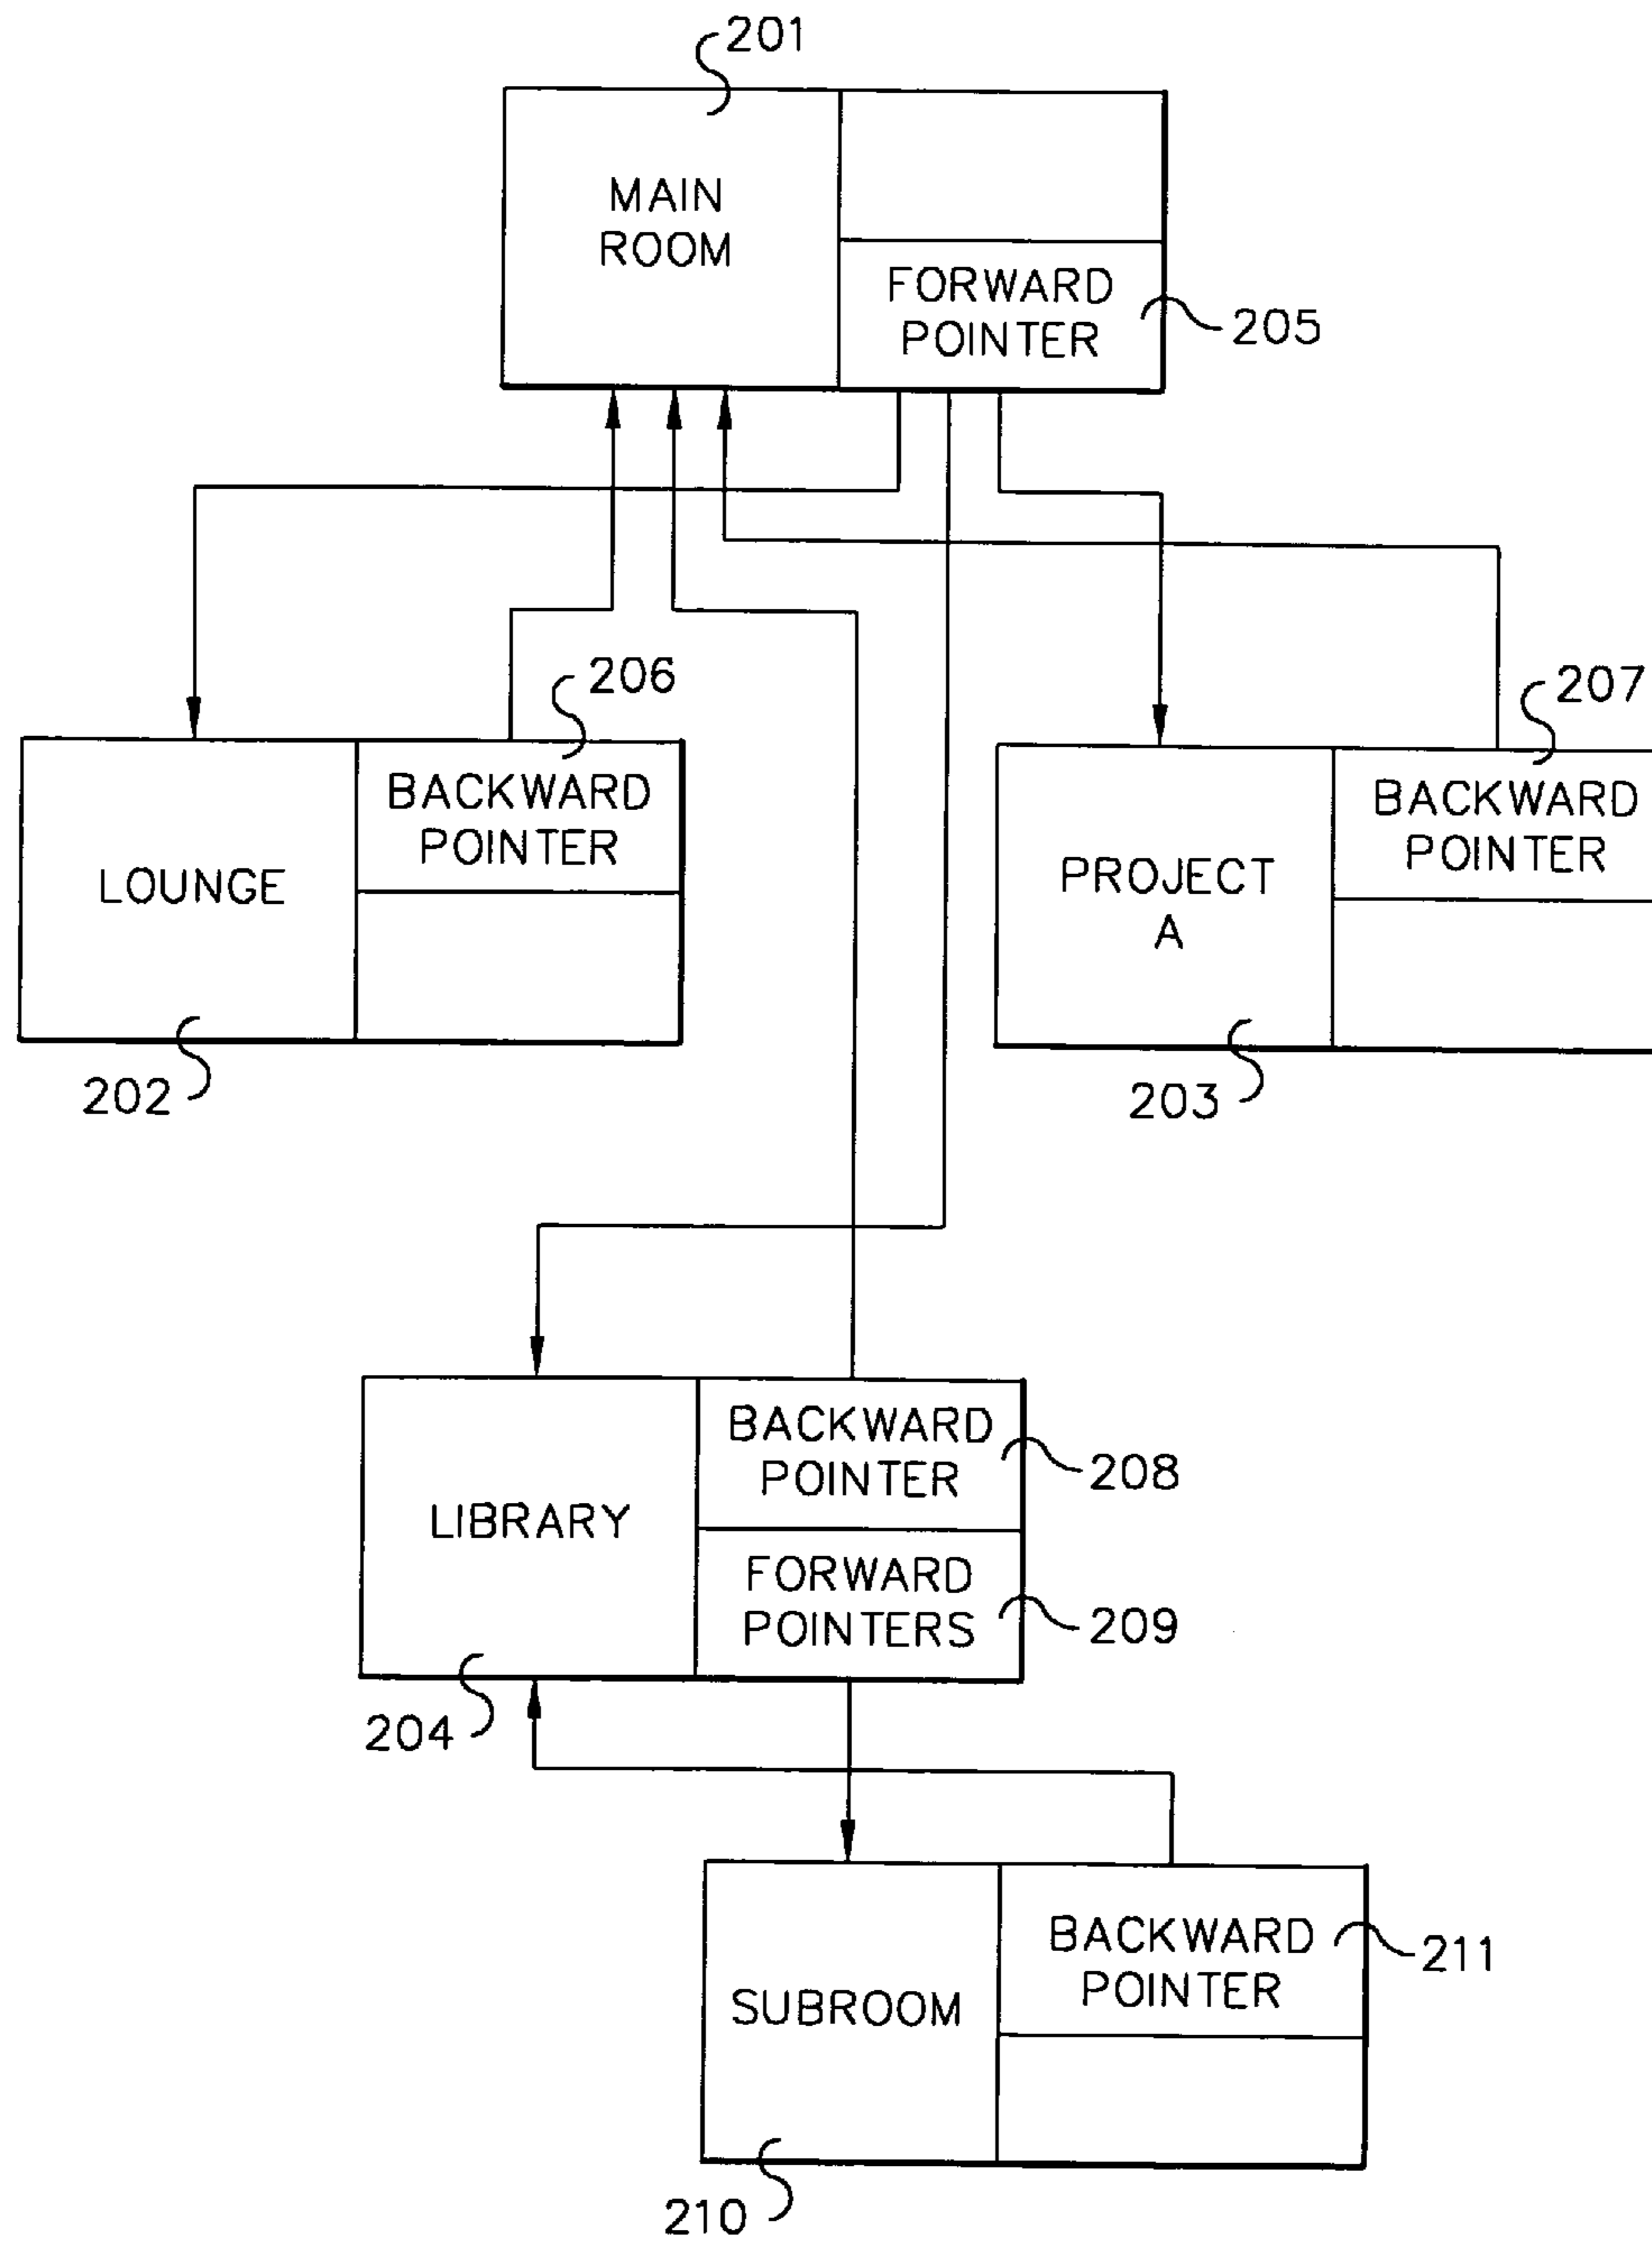 201
MAIN
ROOM
FORWARD
POINTER
205
206
207
LOUNGE
BACKWARD
POINTER
PROJECT
A
BACKWARD
POINTER
202
203
LIBRARY
BACKWARD
POINTER
208
FORWARD
POINTERS
209
204
SUBROOM
BACKWARD
POINTER
211
210